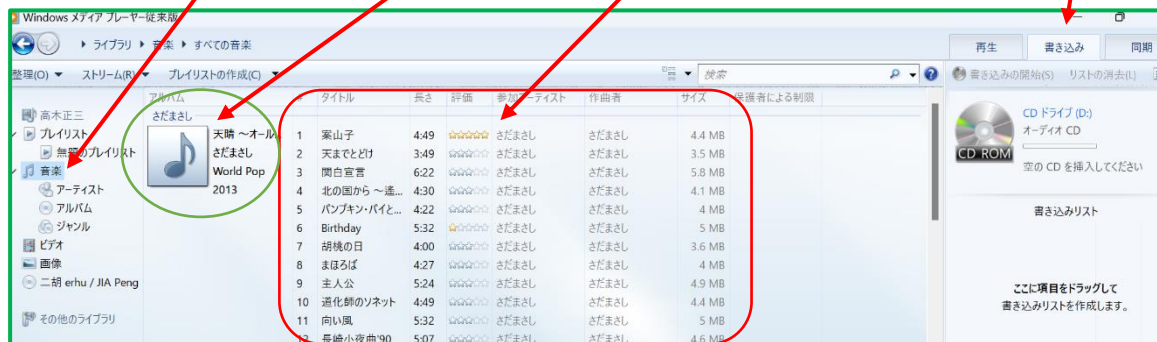 Windows メディア プレーヤー従来版
ライブラリ ▶ 音楽 ▶ すべての音楽
再生 書き込み 同期
整理(O) ストリーム(R) プレイリストの作成(C) 検索 書き込みの開始(S) リストの消去(L)
アルバム # タイトル 長さ 評価 参加アーティスト 作曲者 サイズ 保護者による制限
高木正三
プレイリスト
無題のプレイリスト
音楽
アーティスト
アルバム
ジャンル
ビデオ
画像
二胡 erhu / JIA Peng
その他のライブラリ
さだまさし
天晴 ~オール
さだまさし
World Pop
2013
1 案山子 4:49 さだまさし さだまさし 4.4 MB
2 天までとどけ 3:49 さだまさし さだまさし 3.5 MB
3 関白宣言 6:22 さだまさし さだまさし 5.8 MB
4 北の国から ~遙... 4:30 さだまさし さだまさし 4.1 MB
5 パンプキン・パイと... 4:22 さだまさし さだまさし 4 MB
6 Birthday 5:32 さだまさし さだまさし 5 MB
7 胡桃の日 4:00 さだまさし さだまさし 3.6 MB
8 まほろば 4:27 さだまさし さだまさし 4 MB
9 主人公 5:24 さだまさし さだまさし 4.9 MB
10 道化師のソネット 4:49 さだまさし さだまさし 4.4 MB
11 向い風 5:32 さだまさし さだまさし 5 MB
12 長崎小夜曲'90 5:07 さだまさし さだまさし 4.6 MB
CD ドライブ (D:)
オーディオ CD
CD ROM
空の CD を挿入してください
書き込みリスト
ここに項目をドラッグして
書き込みリストを作成します。